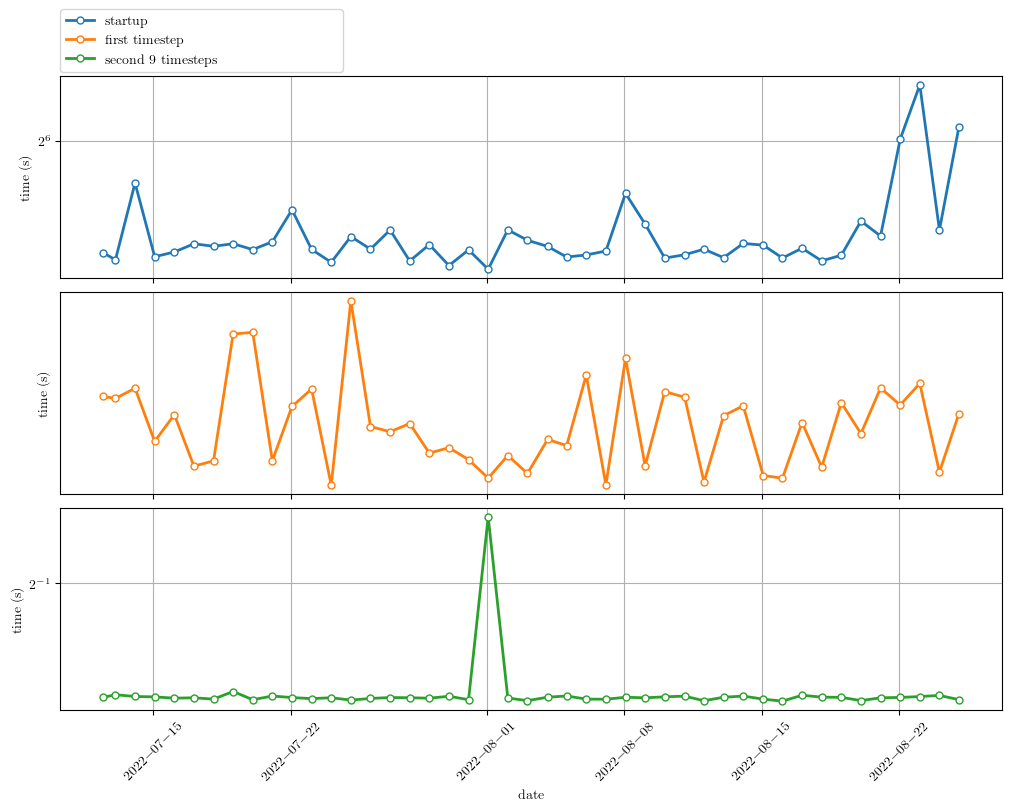 startup
first timestep
second 9 timesteps
2^6
time (s)
time (s)
2^−1
time (s)
2022−07−15
2022−07−22
2022−08−01
2022−08−08
2022−08−15
2022−08−22
date